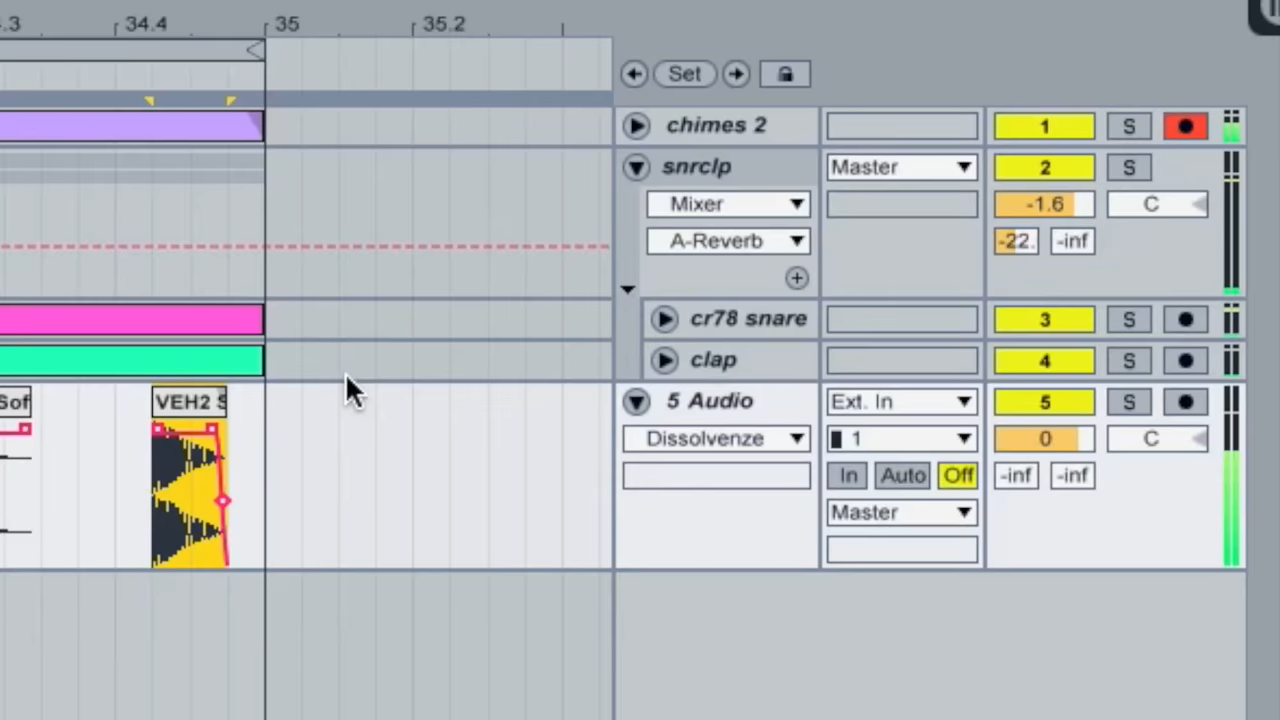 .3 34.4 35 35.2
Set
chimes 2 1 S
snrclp Master 2 S
Mixer -1.6 C
A-Reverb -22. -inf
cr78 snare 3 S
clap 4 S
Sof VEH2 S 5 Audio Ext. In 5 S
Dissolvenze 1 0 C
In Auto Off -inf -inf
Master